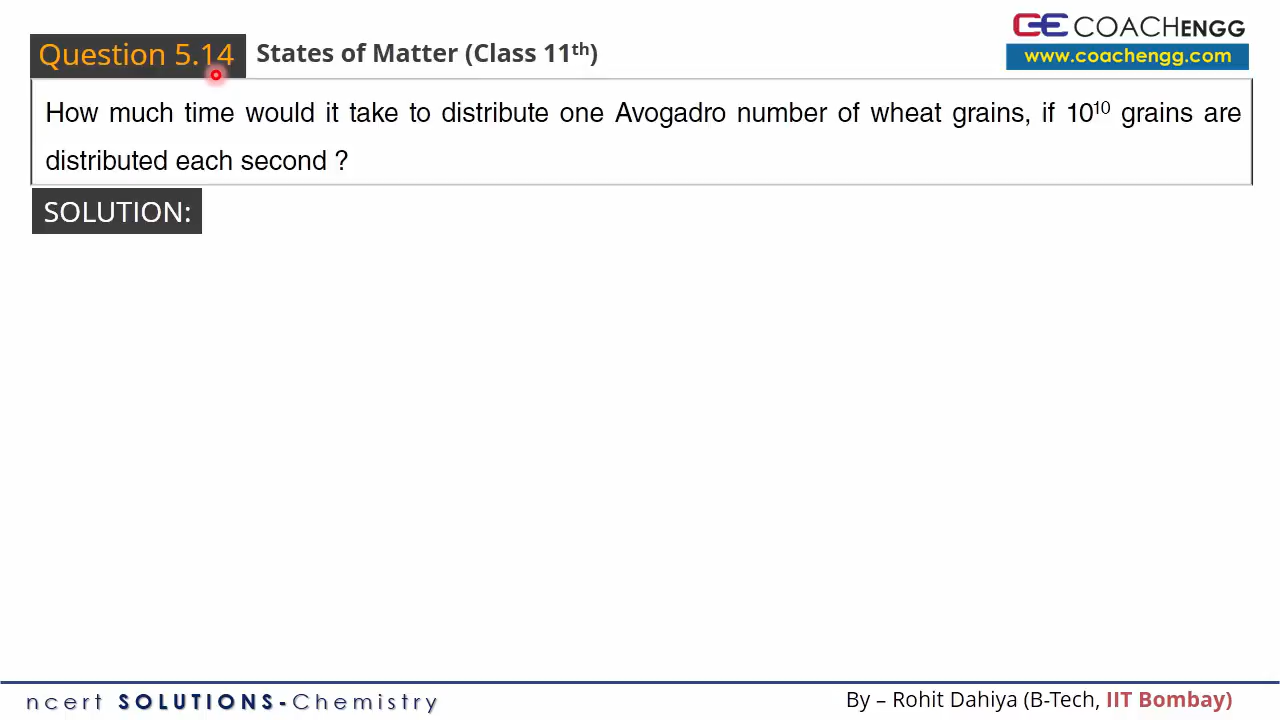 Question 5.14 States of Matter (Class 11ᵗʰ)
CE COACHENGG
www.coachengg.com
How much time would it take to distribute one Avogadro number of wheat grains, if 10¹⁰ grains are
distributed each second ?
SOLUTION:
ncert SOLUTIONS-Chemistry
By – Rohit Dahiya (B-Tech, IIT Bombay)